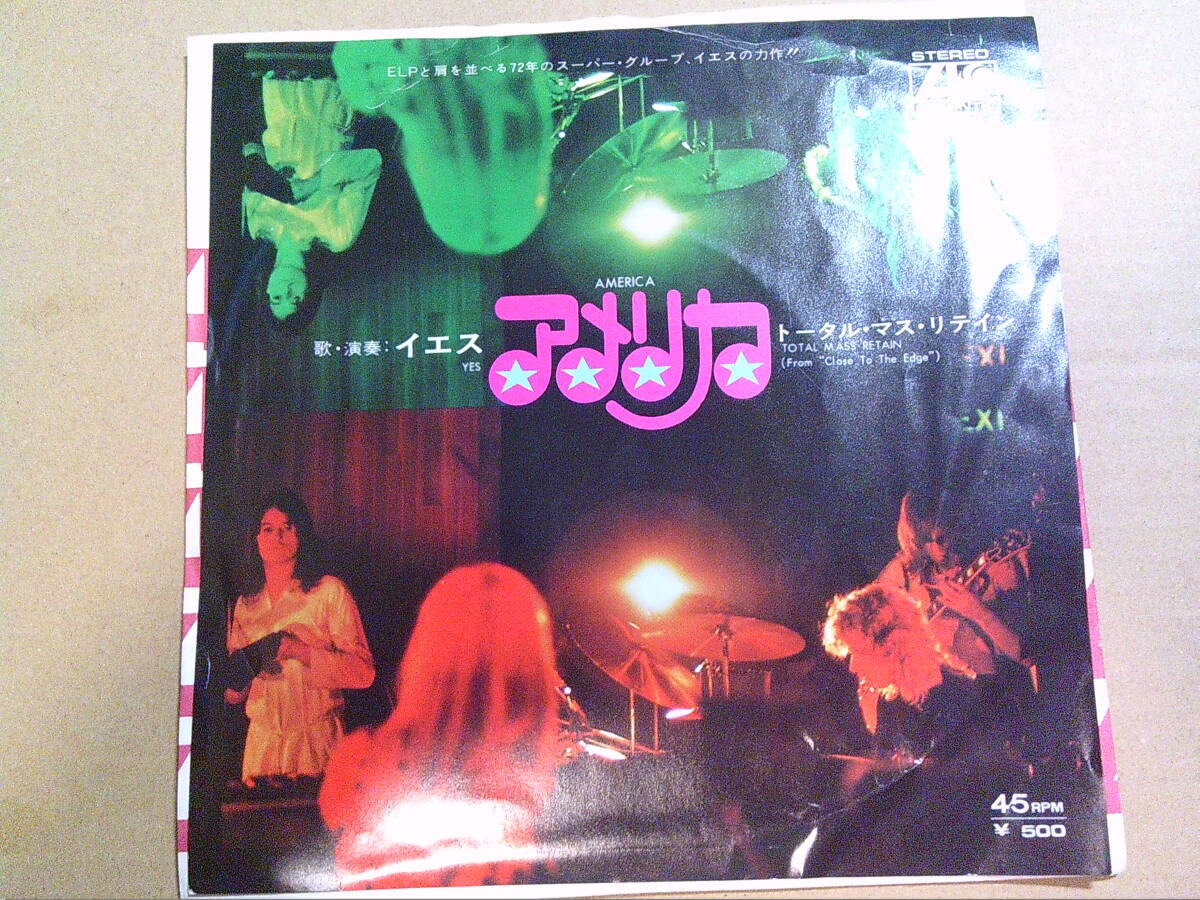 ELPと肩を並べる72年のスーパー・グループ、イエスの力作!!
STEREO
AMERICA
アメリカ
歌・演奏:イエス
YES
トータル・マス・リテイン
TOTAL MASS RETAIN
(From "Close To The Edge")
45 RPM
¥ 500